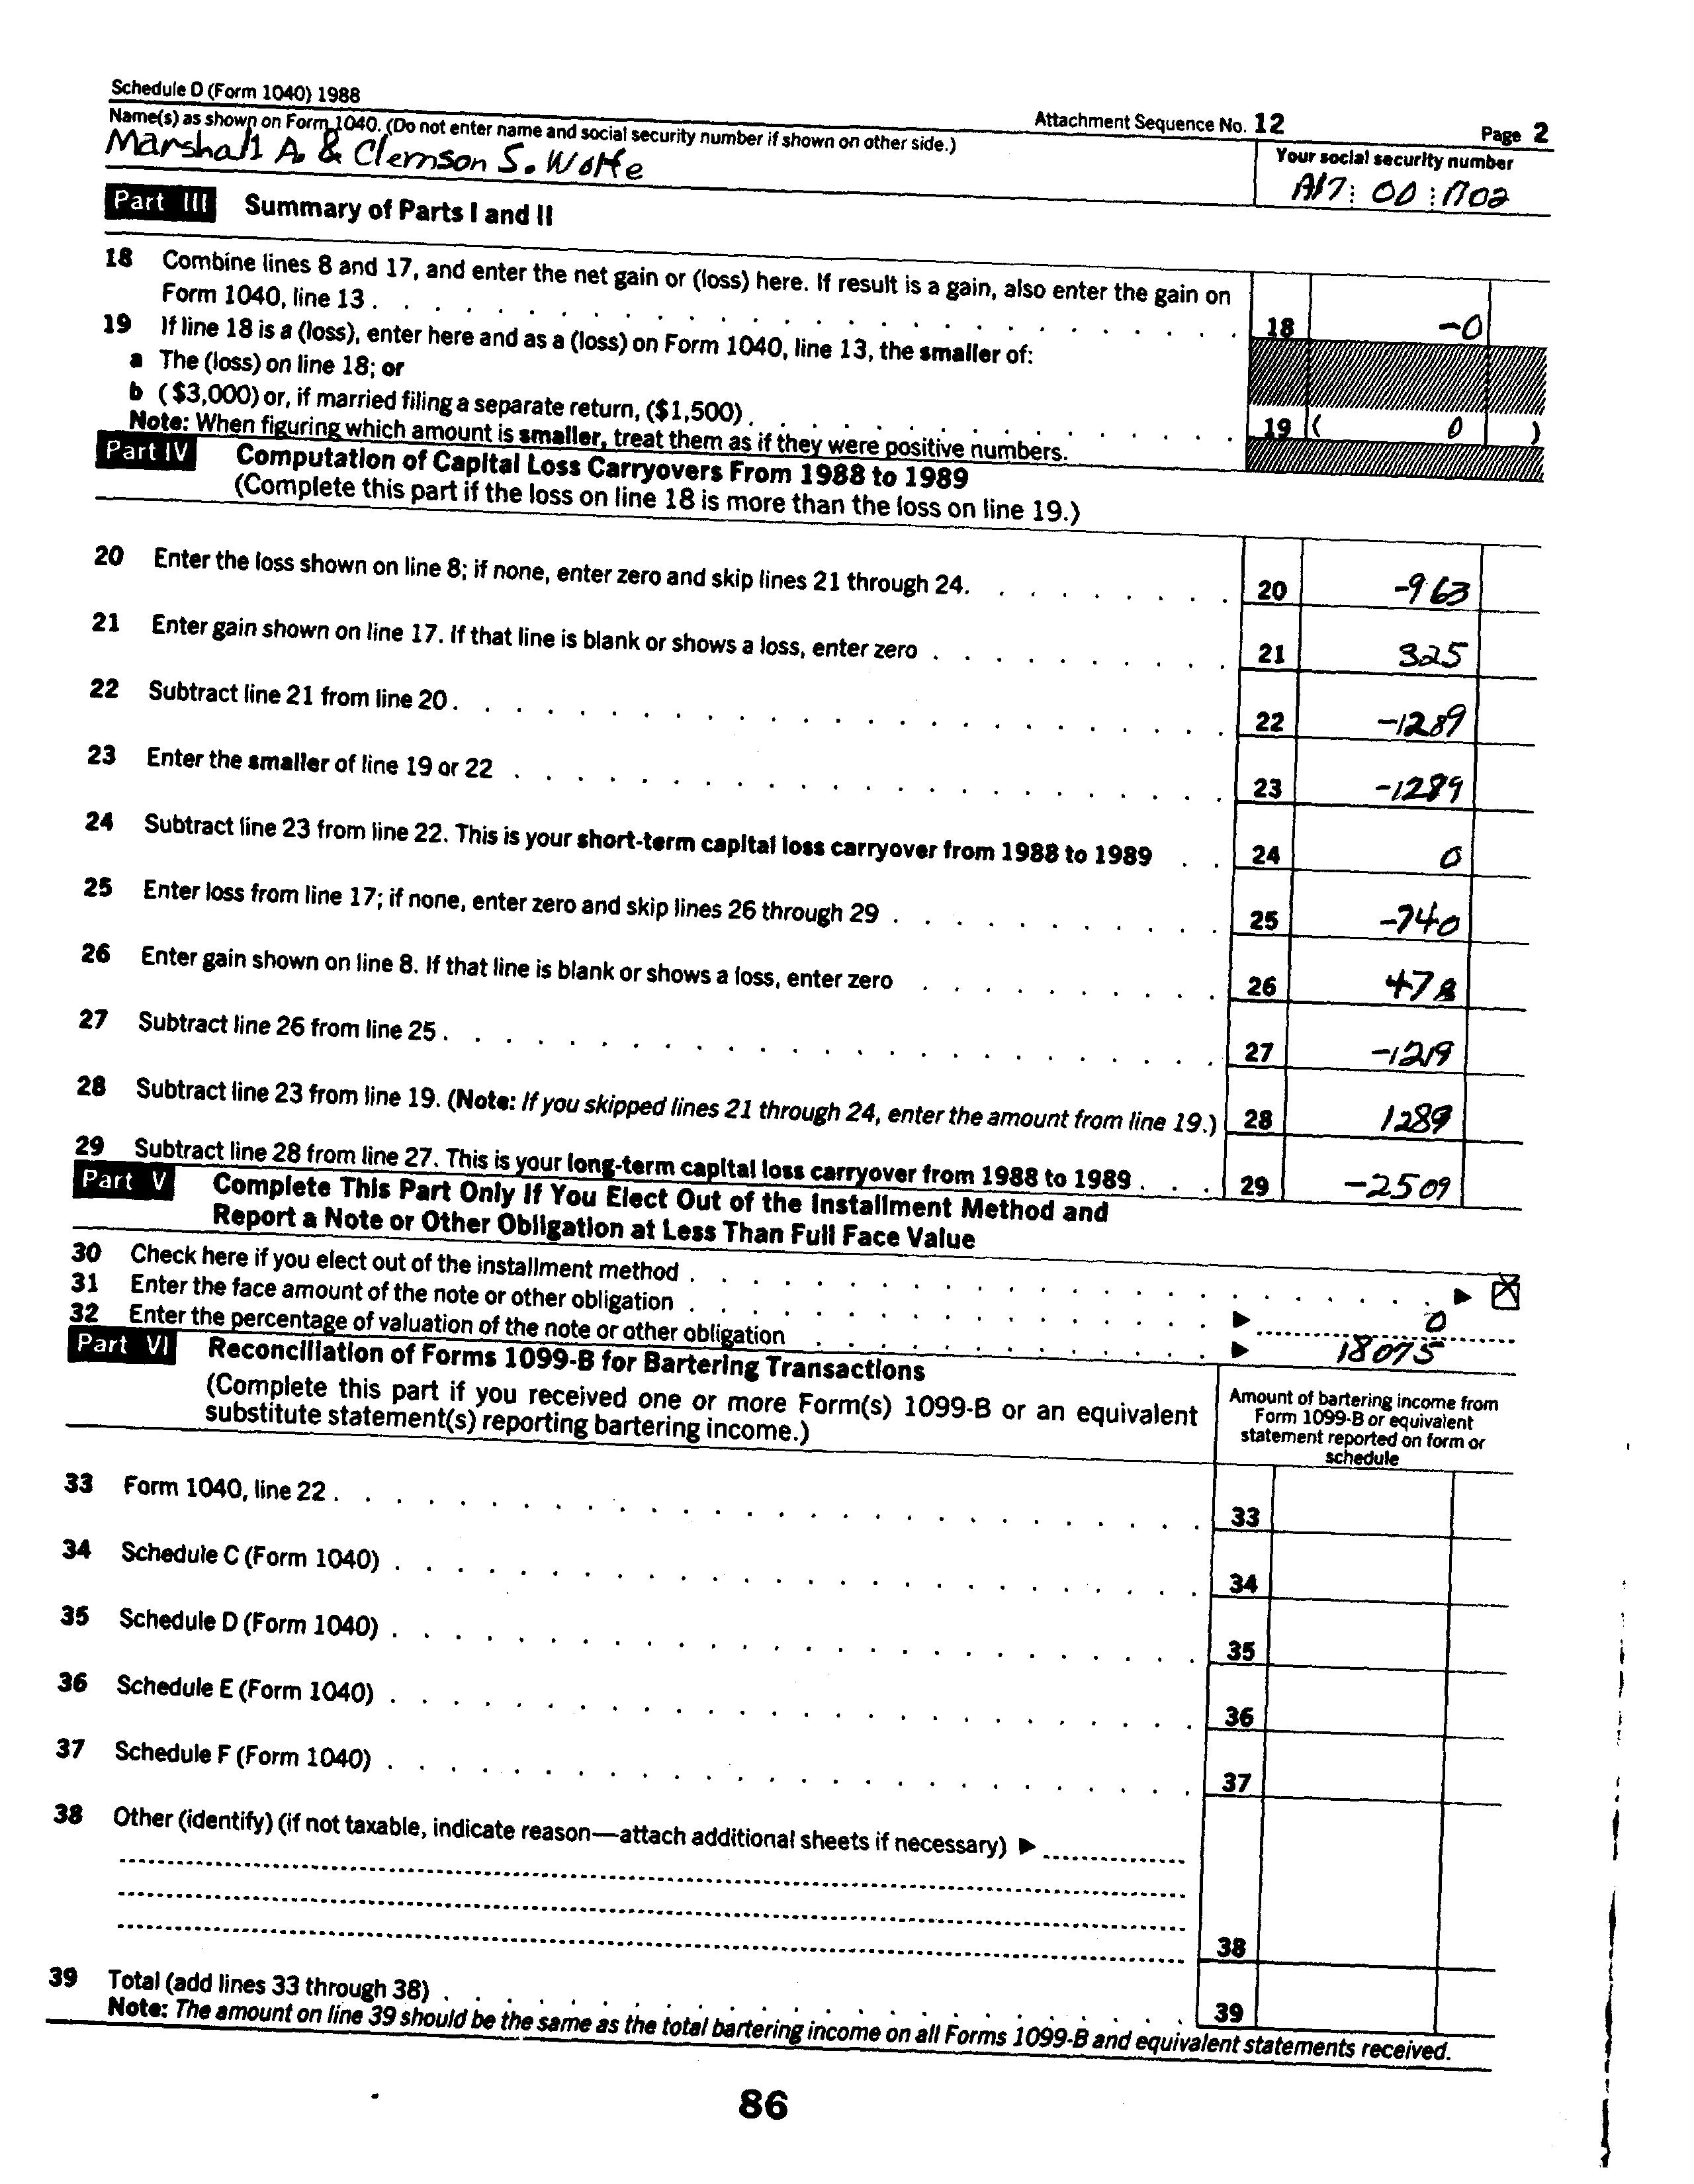 Schedule D (Form 1040) 1988
Attachment Sequence No. 12
Page 2
Name(s) as shown on Form 1040. (Do not enter name and social security number if shown on other side.)
Your social security number
Marshall A. & Clemson S. Wolfe
A17: 00 :1702
Part III Summary of Parts I and II
18 Combine lines 8 and 17, and enter the net gain or (loss) here. If result is a gain, also enter the gain on
Form 1040, line 13 . . . 18 -0
19 If line 18 is a (loss), enter here and as a (loss) on Form 1040, line 13, the smaller of:
a The (loss) on line 18; or
b ($3,000) or, if married filing a separate return, ($1,500) . . . 19 ( 0 )
Note: When figuring which amount is smaller, treat them as if they were positive numbers.
Part IV Computation of Capital Loss Carryovers From 1988 to 1989
(Complete this part if the loss on line 18 is more than the loss on line 19.)
20 Enter the loss shown on line 8; if none, enter zero and skip lines 21 through 24. . . . 20 -963
21 Enter gain shown on line 17. If that line is blank or shows a loss, enter zero . . . 21 325
22 Subtract line 21 from line 20 . . . 22 -1289
23 Enter the smaller of line 19 or 22 . . . 23 -1289
24 Subtract line 23 from line 22. This is your short-term capital loss carryover from 1988 to 1989 . . 24 0
25 Enter loss from line 17; if none, enter zero and skip lines 26 through 29 . . . 25 -740
26 Enter gain shown on line 8. If that line is blank or shows a loss, enter zero . . . 26 478
27 Subtract line 26 from line 25 . . . 27 -1219
28 Subtract line 23 from line 19. (Note: If you skipped lines 21 through 24, enter the amount from line 19.) 28 1289
29 Subtract line 28 from line 27. This is your long-term capital loss carryover from 1988 to 1989 . . . 29 -2509
Part V Complete This Part Only If You Elect Out of the Installment Method and
Report a Note or Other Obligation at Less Than Full Face Value
30 Check here if you elect out of the installment method . . . ► ☒
31 Enter the face amount of the note or other obligation . . . ► 0
32 Enter the percentage of valuation of the note or other obligation . . . ► 18075
Part VI Reconciliation of Forms 1099-B for Bartering Transactions
(Complete this part if you received one or more Form(s) 1099-B or an equivalent
substitute statement(s) reporting bartering income.)
Amount of bartering income from
Form 1099-B or equivalent
statement reported on form or
schedule
33 Form 1040, line 22 . . . 33
34 Schedule C (Form 1040) . . . 34
35 Schedule D (Form 1040) . . . 35
36 Schedule E (Form 1040) . . . 36
37 Schedule F (Form 1040) . . . 37
38 Other (identify) (if not taxable, indicate reason—attach additional sheets if necessary) ►
38
39 Total (add lines 33 through 38) . . . 39
Note: The amount on line 39 should be the same as the total bartering income on all Forms 1099-B and equivalent statements received.
86